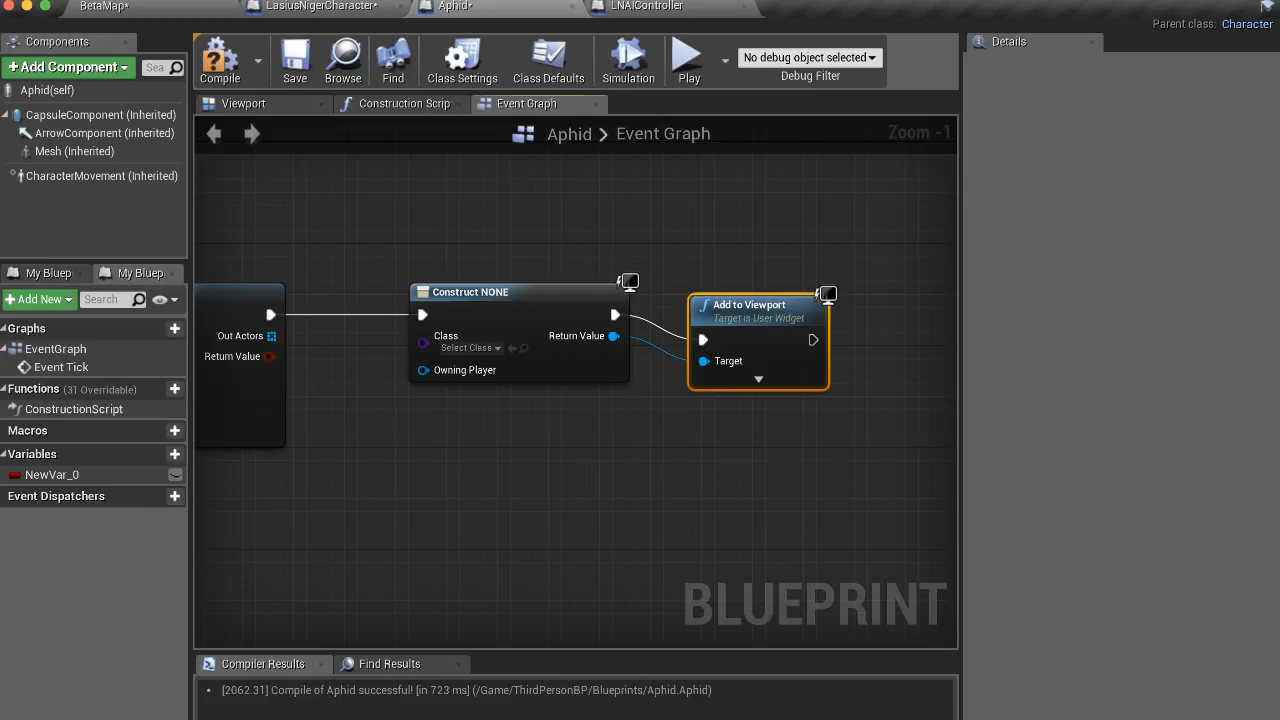 BetaMap*
LasiusNigerCharacter*
Aphid*
LNAIController
Parent class: Character
Components
+Add Component
Sea
Aphid(self)
CapsuleComponent (Inherited)
ArrowComponent (Inherited)
Mesh (Inherited)
CharacterMovement (Inherited)
Compile
Save
Browse
Find
Class Settings
Class Defaults
Simulation
Play
No debug object selected
Debug Filter
Details
Viewport
Construction Scrip
Event Graph
Aphid > Event Graph
Zoom -1
My Bluep
My Bluep
+Add New
Search
Graphs
EventGraph
Event Tick
Functions (31 Overridable)
ConstructionScript
Macros
Variables
NewVar_0
Event Dispatchers
Out Actors
Return Value
Construct NONE
Class
Select Class
Return Value
Owning Player
Add to Viewport
Target is User Widget
Target
BLUEPRINT
Compiler Results
Find Results
[2062.31] Compile of Aphid successful! [in 723 ms] (/Game/ThirdPersonBP/Blueprints/Aphid.Aphid)